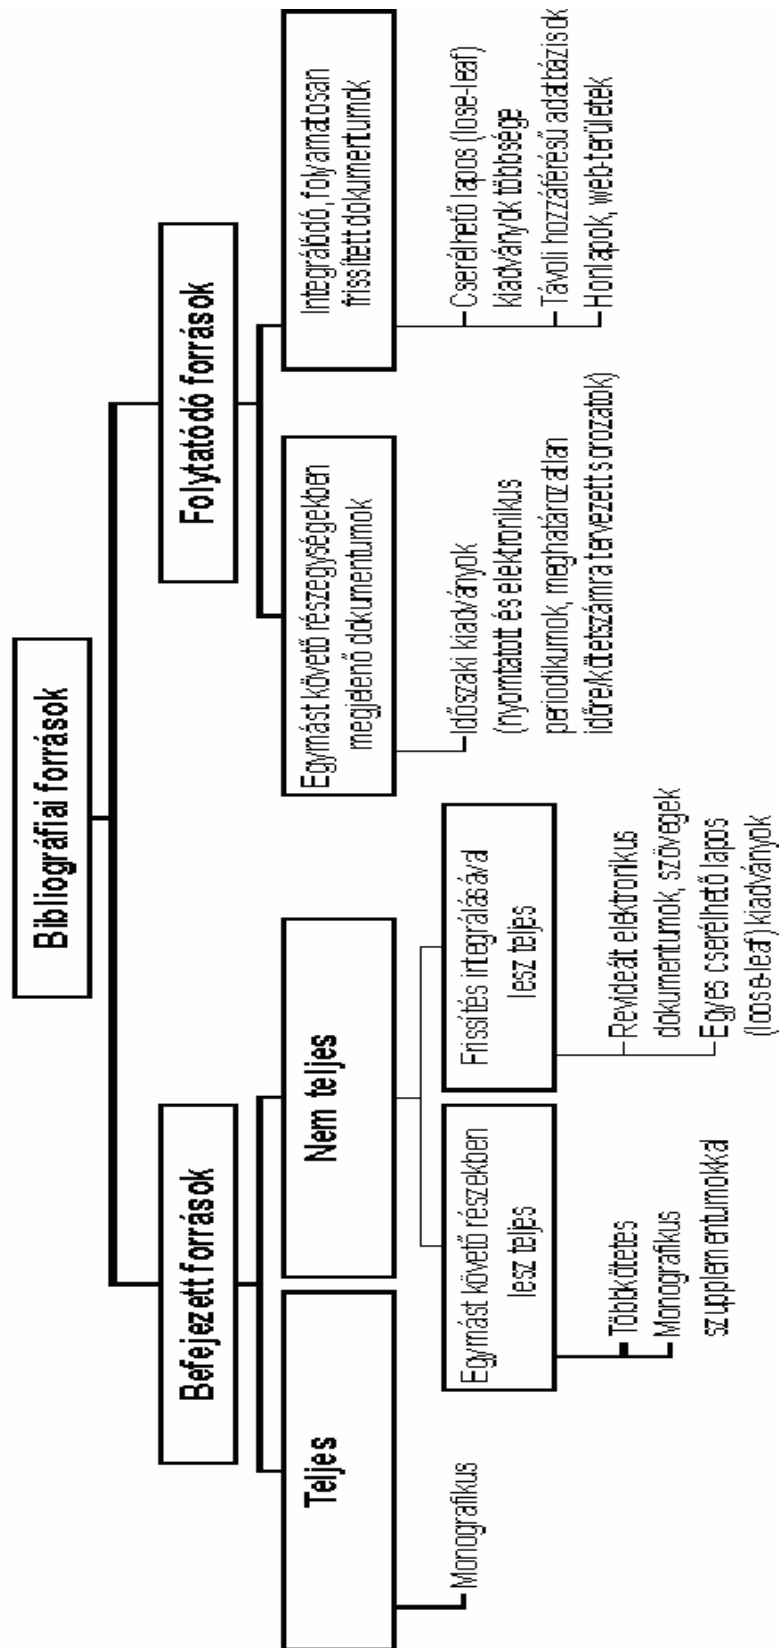 Bibliográfiai források
Befejezett források
Folytatódó források
Teljes
Nem teljes
Egymást követő részegységekben
megjelenő dokumentumok
Integrálódó, folyamatosan
frissített dokumentumok
Monografikus
Egymást követő részekben
lesz teljes
Frissítés integrálásával
lesz teljes
Időszaki kiadványok
(nyomtatott és elektronikus
periodikumok, meghatározatlan
időre/kötetszámra tervezett sorozatok)
Cserélhető lapos (lose-leaf)
kiadványok többsége
Távoli hozzáférésű adatbázisok
Honlapok, web-területek
Többkötetes
Monografikus
szupplementumokkal
Revideált elektronikus
dokumentumok, szövegek
Egyes cserélhető lapos
(loose-leaf) kiadványok